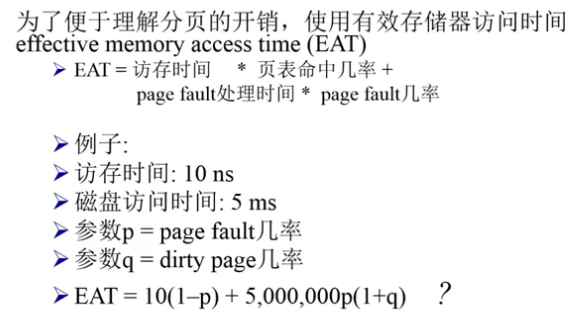 为了便于理解分页的开销，使用有效存储器访问时间
effective memory access time (EAT)
➢ EAT = 访存时间 * 页表命中几率 +
page fault处理时间 * page fault几率
➢ 例子:
➢ 访存时间: 10 ns
➢ 磁盘访问时间: 5 ms
➢ 参数p = page fault几率
➢ 参数q = dirty page几率
➢ EAT = 10(1–p) + 5,000,000p(1+q) ?